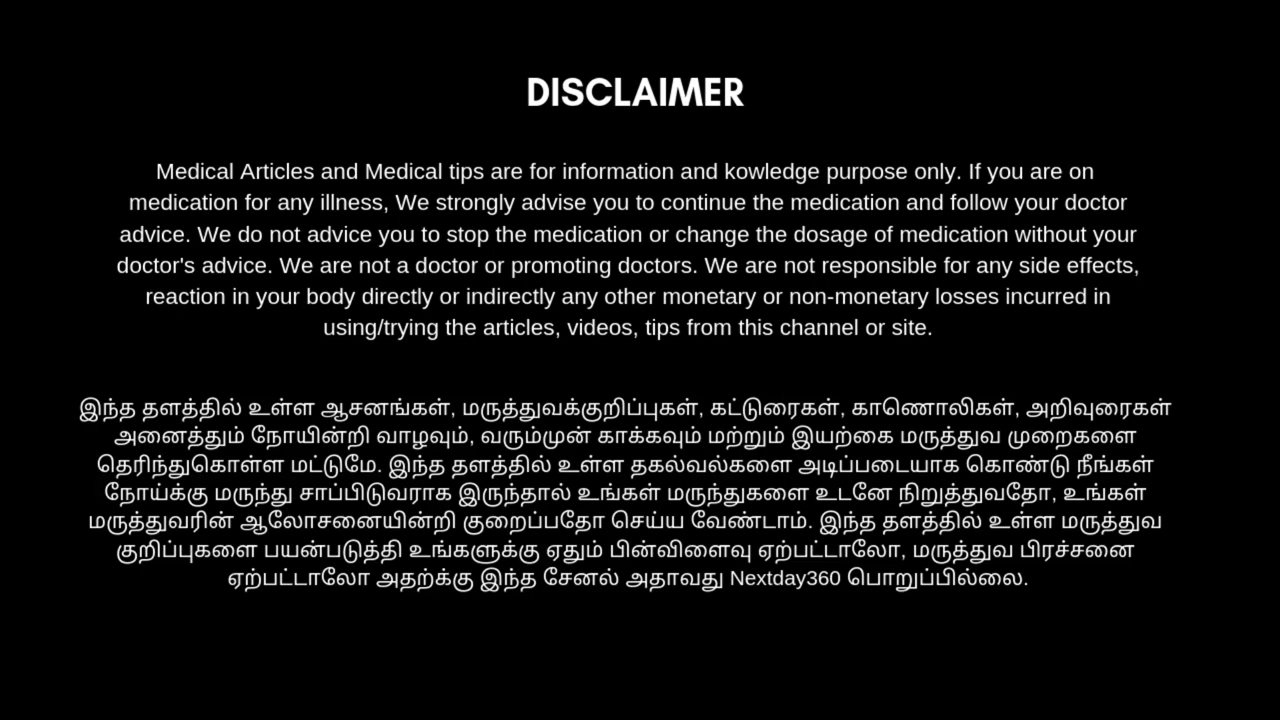 DISCLAIMER
Medical Articles and Medical tips are for information and kowledge purpose only. If you are on
medication for any illness, We strongly advise you to continue the medication and follow your doctor
advice. We do not advice you to stop the medication or change the dosage of medication without your
doctor's advice. We are not a doctor or promoting doctors. We are not responsible for any side effects,
reaction in your body directly or indirectly any other monetary or non-monetary losses incurred in
using/trying the articles, videos, tips from this channel or site.
இந்த தளத்தில் உள்ள ஆசனங்கள், மருத்துவக்குறிப்புகள், கட்டுரைகள், காணொலிகள், அறிவுரைகள்
அனைத்தும் நோயின்றி வாழவும், வரும்முன் காக்கவும் மற்றும் இயற்கை மருத்துவ முறைகளை
தெரிந்துகொள்ள மட்டுமே. இந்த தளத்தில் உள்ள தகல்வல்களை அடிப்படையாக கொண்டு நீங்கள்
நோய்க்கு மருந்து சாப்பிடுவராக இருந்தால் உங்கள் மருந்துகளை உடனே நிறுத்துவதோ, உங்கள்
மருத்துவரின் ஆலோசனையின்றி குறைப்பதோ செய்ய வேண்டாம். இந்த தளத்தில் உள்ள மருத்துவ
குறிப்புகளை பயன்படுத்தி உங்களுக்கு ஏதும் பின்விளைவு ஏற்பட்டாலோ, மருத்துவ பிரச்சனை
ஏற்பட்டாலோ அதற்க்கு இந்த சேனல் அதாவது Nextday360 பொறுப்பில்லை.